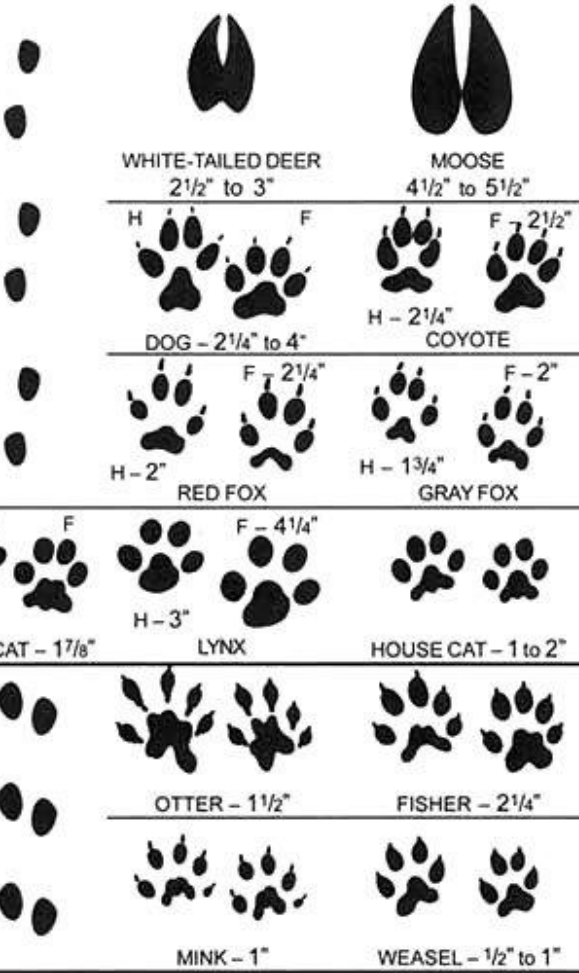 WHITE-TAILED DEER
2 1/2" to 3"
MOOSE
4 1/2" to 5 1/2"
H F
DOG – 2 1/4" to 4"
F – 2 1/2"
H – 2 1/4"
COYOTE
F – 2 1/4"
H – 2"
RED FOX
F – 2"
H – 1 3/4"
GRAY FOX
F
CAT – 1 7/8"
F – 4 1/4"
H – 3"
LYNX
HOUSE CAT – 1 to 2"
OTTER – 1 1/2"
FISHER – 2 1/4"
MINK – 1"
WEASEL – 1/2" to 1"